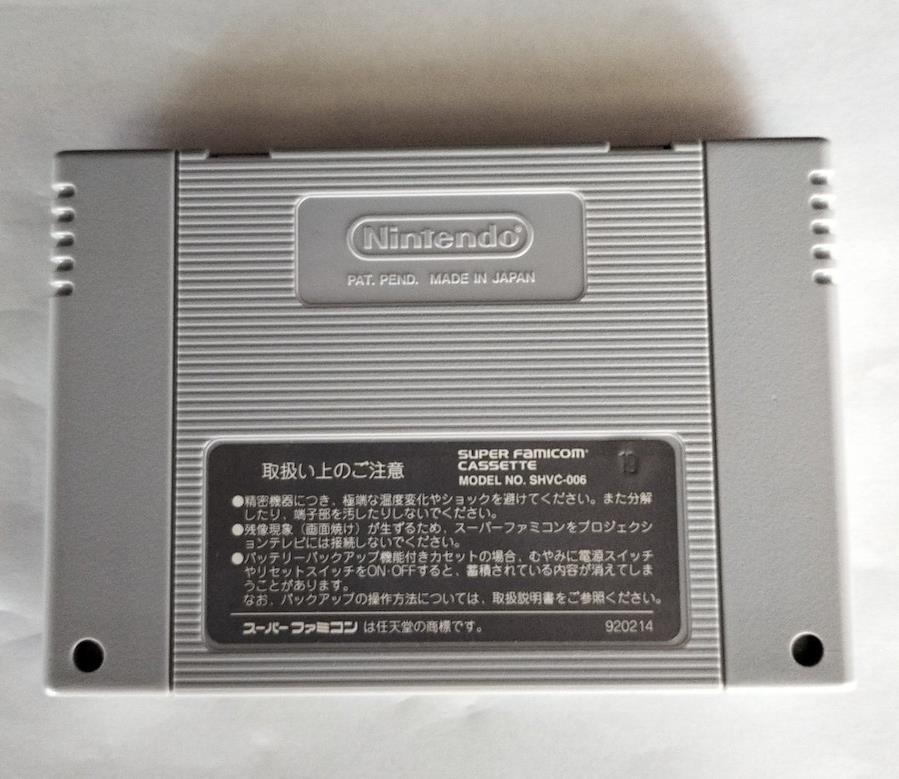 Nintendo®
PAT. PEND. MADE IN JAPAN
取扱い上のご注意
SUPER Famicom®
CASSETTE
MODEL NO. SHVC-006
10
●精密機器につき、極端な温度変化やショックを避けてください。また分解
したり、端子部を汚したりしないでください。
●残像現象（画面焼け）が生ずるため、スーパーファミコンをプロジェクシ
ョンテレビには接続しないでください。
●バッテリーバックアップ機能付きカセットの場合、むやみに電源スイッチ
やリセットスイッチをON・OFFすると、蓄積されている内容が消えてしま
うことがあります。
なお、バックアップの操作方法については、取扱説明書をご参照ください。
スーパーファミコン は任天堂の商標です。
920214